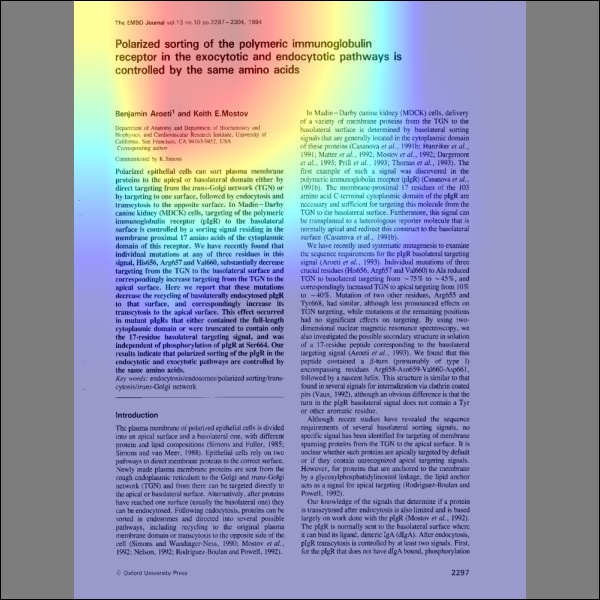 The EMBO Journal vol.13 no.10 pp.2297-2304, 1994
Polarized sorting of the polymeric immunoglobulin
receptor in the exocytotic and endocytotic pathways is
controlled by the same amino acids
Benjamin Aroeti¹ and Keith E.Mostov
Department of Anatomy and Department of Biochemistry and
Biophysics, and Cardiovascular Research Institute, University of
California, San Francisco, CA 94143-0452, USA
¹Corresponding author
Communicated by K.Simons
Polarized epithelial cells can sort plasma membrane
proteins to the apical or basolateral domain either by
direct targeting from the trans-Golgi network (TGN) or
by targeting to one surface, followed by endocytosis and
transcytosis to the opposite surface. In Madin-Darby
canine kidney (MDCK) cells, targeting of the polymeric
immunoglobulin receptor (pIgR) to the basolateral
surface is controlled by a sorting signal residing in the
membrane proximal 17 amino acids of the cytoplasmic
domain of this receptor. We have recently found that
individual mutations at any of three residues in this
signal, His656, Arg657 and Val660, substantially decrease
targeting from the TGN to the basolateral surface and
correspondingly increase targeting from the TGN to the
apical surface. Here we report that these mutations
decrease the recycling of basolaterally endocytosed pIgR
to that surface, and correspondingly increase its
transcytosis to the apical surface. This effect occurred
in mutant pIgRs that either contained the full-length
cytoplasmic domain or were truncated to contain only
the 17-residue basolateral targeting signal, and was
independent of phosphorylation of pIgR at Ser664. Our
results indicate that polarized sorting of the pIgR in the
endocytotic and exocytotic pathways are controlled by
the same amino acids.
Key words: endocytosis/endosomes/polarized sorting/trans-
cytosis/trans-Golgi network
Introduction
The plasma membrane of polarized epithelial cells is divided
into an apical surface and a basolateral one, with different
protein and lipid compositions (Simons and Fuller, 1985;
Simons and van Meer, 1988). Epithelial cells rely on two
pathways to direct membrane proteins to the correct surface.
Newly made plasma membrane proteins are sent from the
rough endoplasmic reticulum to the Golgi and trans-Golgi
network (TGN) and from there can be targeted directly to
the apical or basolateral surface. Alternatively, after proteins
have reached one surface (usually the basolateral one) they
can be endocytosed. Following endocytosis, proteins can be
sorted in endosomes and directed into several possible
pathways, including recycling to the original plasma
membrane domain or transcytosis to the opposite side of the
cell (Simons and Wandinger-Ness, 1990; Mostov et al.,
1992; Nelson, 1992; Rodriguez-Boulan and Powell, 1992).
In Madin-Darby canine kidney (MDCK) cells, delivery
of a variety of membrane proteins from the TGN to the
basolateral surface is determined by basolateral sorting
signals that are generally located in the cytoplasmic domain
of these proteins (Casanova et al., 1991b; Hunziker et al.,
1991; Matter et al., 1992; Mostov et al., 1992; Dargemont
et al., 1993; Prill et al., 1993; Thomas et al., 1993). The
first example of such a signal was discovered in the
polymeric immunoglobulin receptor (pIgR) (Casanova et al.,
1991b). The membrane-proximal 17 residues of the 103
amino acid C-terminal cytoplasmic domain of the pIgR are
necessary and sufficient for targeting this molecule from the
TGN to the basolateral surface. Furthermore, this signal can
be transplanted to a heterologous reporter molecule that is
normally apical and redirect this construct to the basolateral
surface (Casanova et al., 1991b).
We have recently used systematic mutagenesis to examine
the sequence requirements for the pIgR basolateral targeting
signal (Aroeti et al., 1993). Individual mutations of three
crucial residues (His656, Arg657 and Val660) to Ala reduced
TGN to basolateral targeting from ~75% to ~45%, and
correspondingly increased TGN to apical targeting from 10%
to ~40%. Mutation of two other residues, Arg655 and
Tyr668, had similar, although less pronounced effects on
TGN targeting, while mutations at the remaining positions
had no significant effects on targeting. By using two-
dimensional nuclear magnetic resonance spectroscopy, we
also investigated the possible secondary structure in solution
of a 17-residue peptide corresponding to the basolateral
targeting signal (Aroeti et al., 1993). We found that this
peptide contained a β-turn (presumably of type I)
encompassing residues Arg658-Asn659-Val660-Asp661,
followed by a nascent helix. This structure is similar to that
found in several signals for internalization via clathrin coated
pits (Vaux, 1992), although an obvious difference is that the
turn in the pIgR basolateral signal does not contain a Tyr
or other aromatic residue.
Although recent studies have revealed the sequence
requirements of several basolateral sorting signals, no
specific signal has been identified for targeting of membrane
spanning proteins from the TGN to the apical surface. It is
unclear whether such proteins are apically targeted by default
or if they contain unrecognized apical targeting signals.
However, for proteins that are anchored to the membrane
by a glycosylphosphatidylinositol linkage, the lipid anchor
acts as a signal for apical targeting (Rodriguez-Boulan and
Powell, 1992).
Our knowledge of the signals that determine if a protein
is transcytosed after endocytosis is also limited and is based
largely on work done with the pIgR (Mostov et al., 1992).
The pIgR is normally sent to the basolateral surface where
it can bind its ligand, dimeric IgA (dIgA). After endocytosis,
pIgR transcytosis is controlled by at least two signals. First,
for the pIgR that does not have dIgA bound, phosphorylation
© Oxford University Press
2297